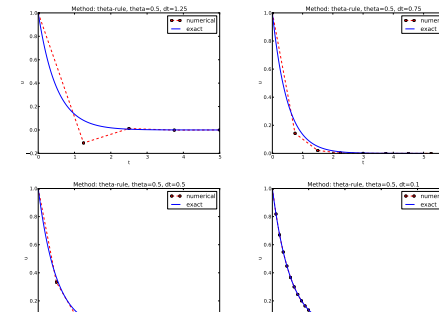 Method: theta-rule, theta=0.5, dt=1.25
1.0
numerical
exact
0.8
0.6
u
0.4
0.2
0.0
−0.2
0 1 2 3 4 5
t
Method: theta-rule, theta=0.5, dt=0.75
1.0
numerical
exact
0.8
0.6
u
0.4
0.2
0.0
0 1 2 3 4 5
t
Method: theta-rule, theta=0.5, dt=0.5
1.0
numerical
exact
0.8
0.6
u
0.4
0.2
Method: theta-rule, theta=0.5, dt=0.1
1.0
numerical
exact
0.8
0.6
u
0.4
0.2